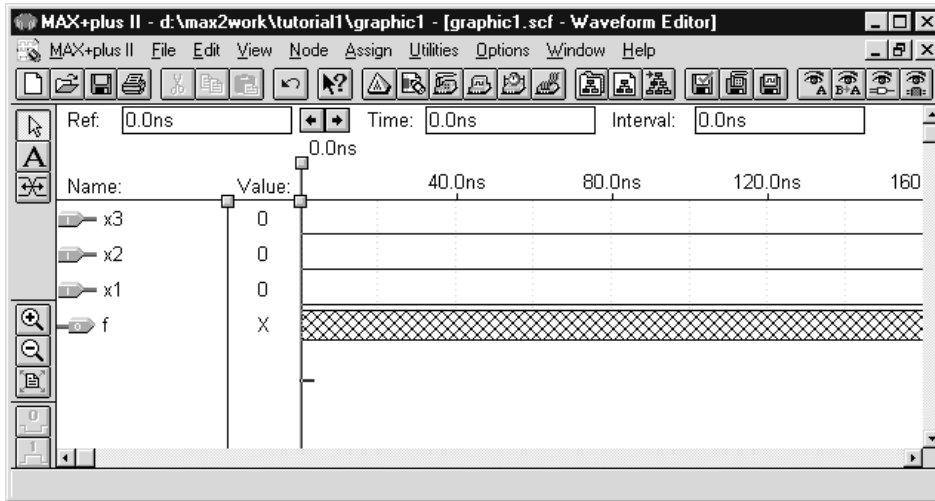 MAX+plus II - d:\max2work\tutorial1\graphic1 - [graphic1.scf - Waveform Editor]
MAX+plus II File Edit View Node Assign Utilities Options Window Help
A B+A
Ref: 0.0ns Time: 0.0ns Interval: 0.0ns
A
0.0ns
Name: Value: 40.0ns 80.0ns 120.0ns 160
I x3 0
I x2 0
I x1 0
O f X
0
1